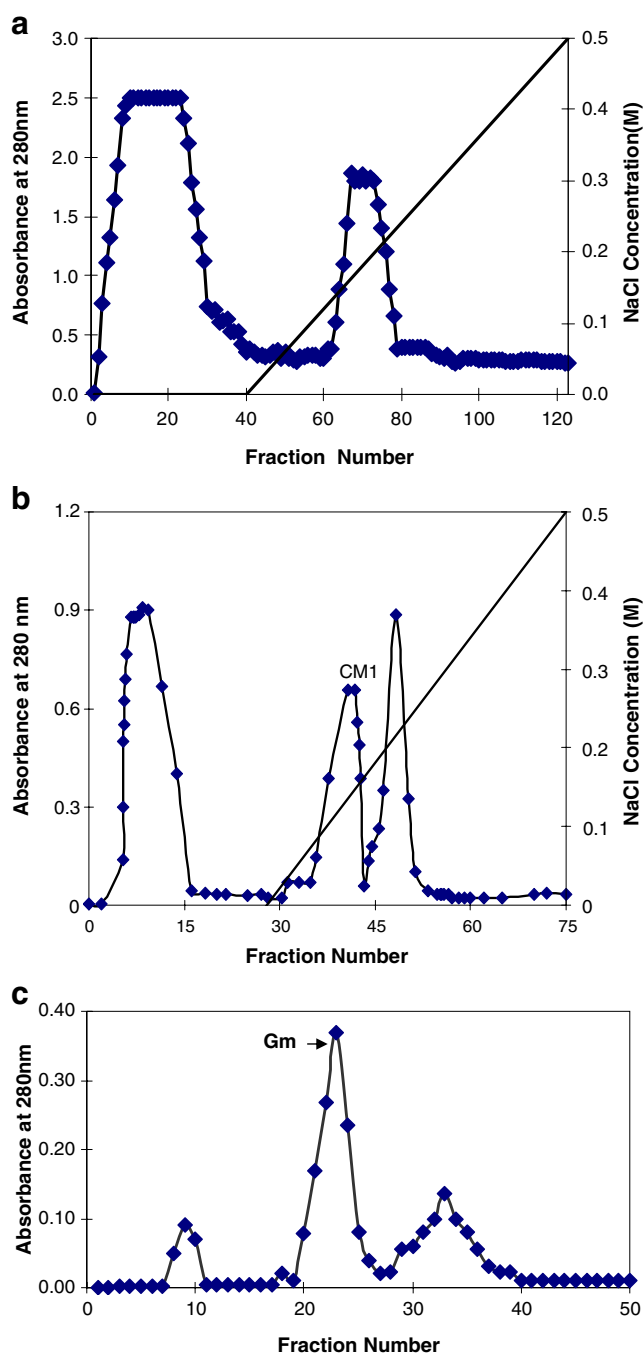 a
3.0
2.5
2.0
1.5
1.0
0.5
0.0
Abosorbance at 280nm
0.5
0.4
0.3
0.2
0.1
0.0
NaCl Concentration(M)
0 20 40 60 80 100 120
Fraction Number
b
1.2
0.9
0.6
0.3
0
Absorbance at 280 nm
CM1
0.5
0.4
0.3
0.2
0.1
0
NaCl Concentration (M)
0 15 30 45 60 75
Fraction Number
c
0.40
0.30
0.20
0.10
0.00
Absorbance at 280nm
Gm
0 10 20 30 40 50
Fraction Number